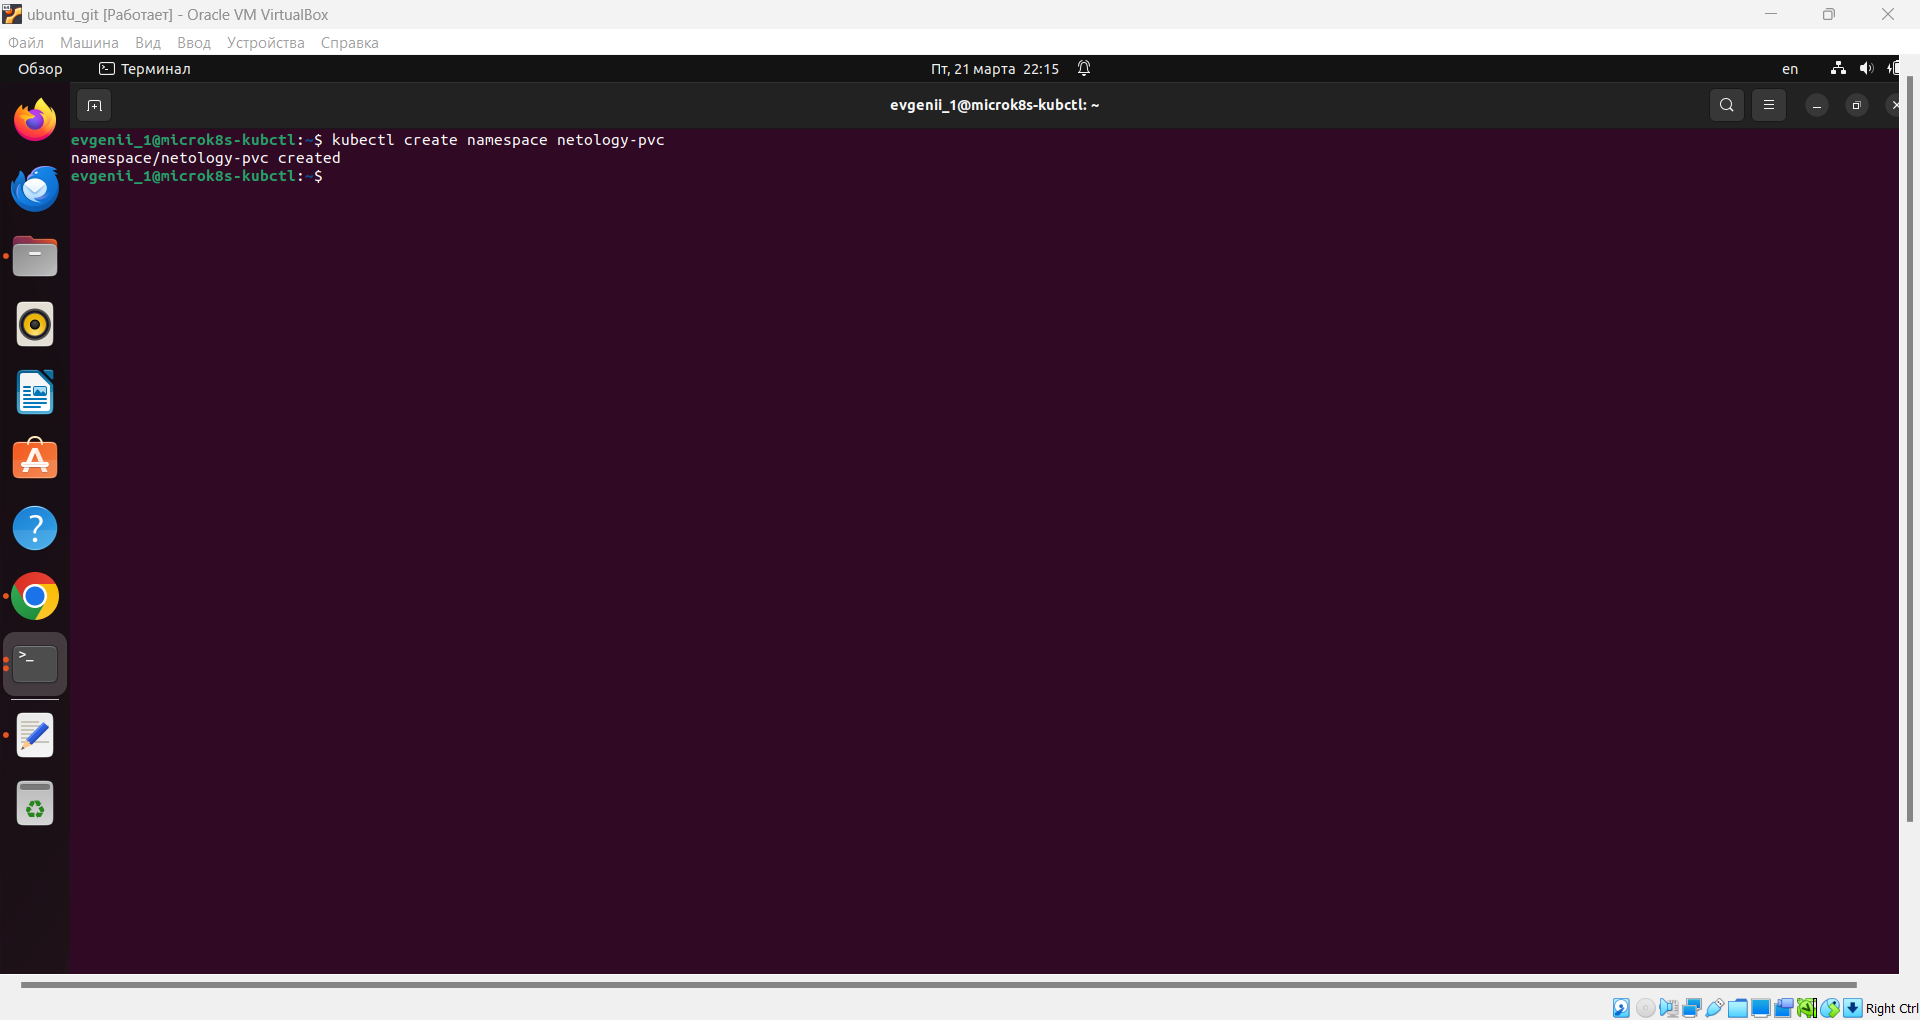 ubuntu_git [Работает] - Oracle VM VirtualBox
Файл Машина Вид Ввод Устройства Справка
Обзор Терминал Пт, 21 марта 22:15 en
evgenii_1@microk8s-kubctl: ~
evgenii_1@microk8s-kubctl:~$ kubectl create namespace netology-pvc
namespace/netology-pvc created
evgenii_1@microk8s-kubctl:~$
Right Ctrl